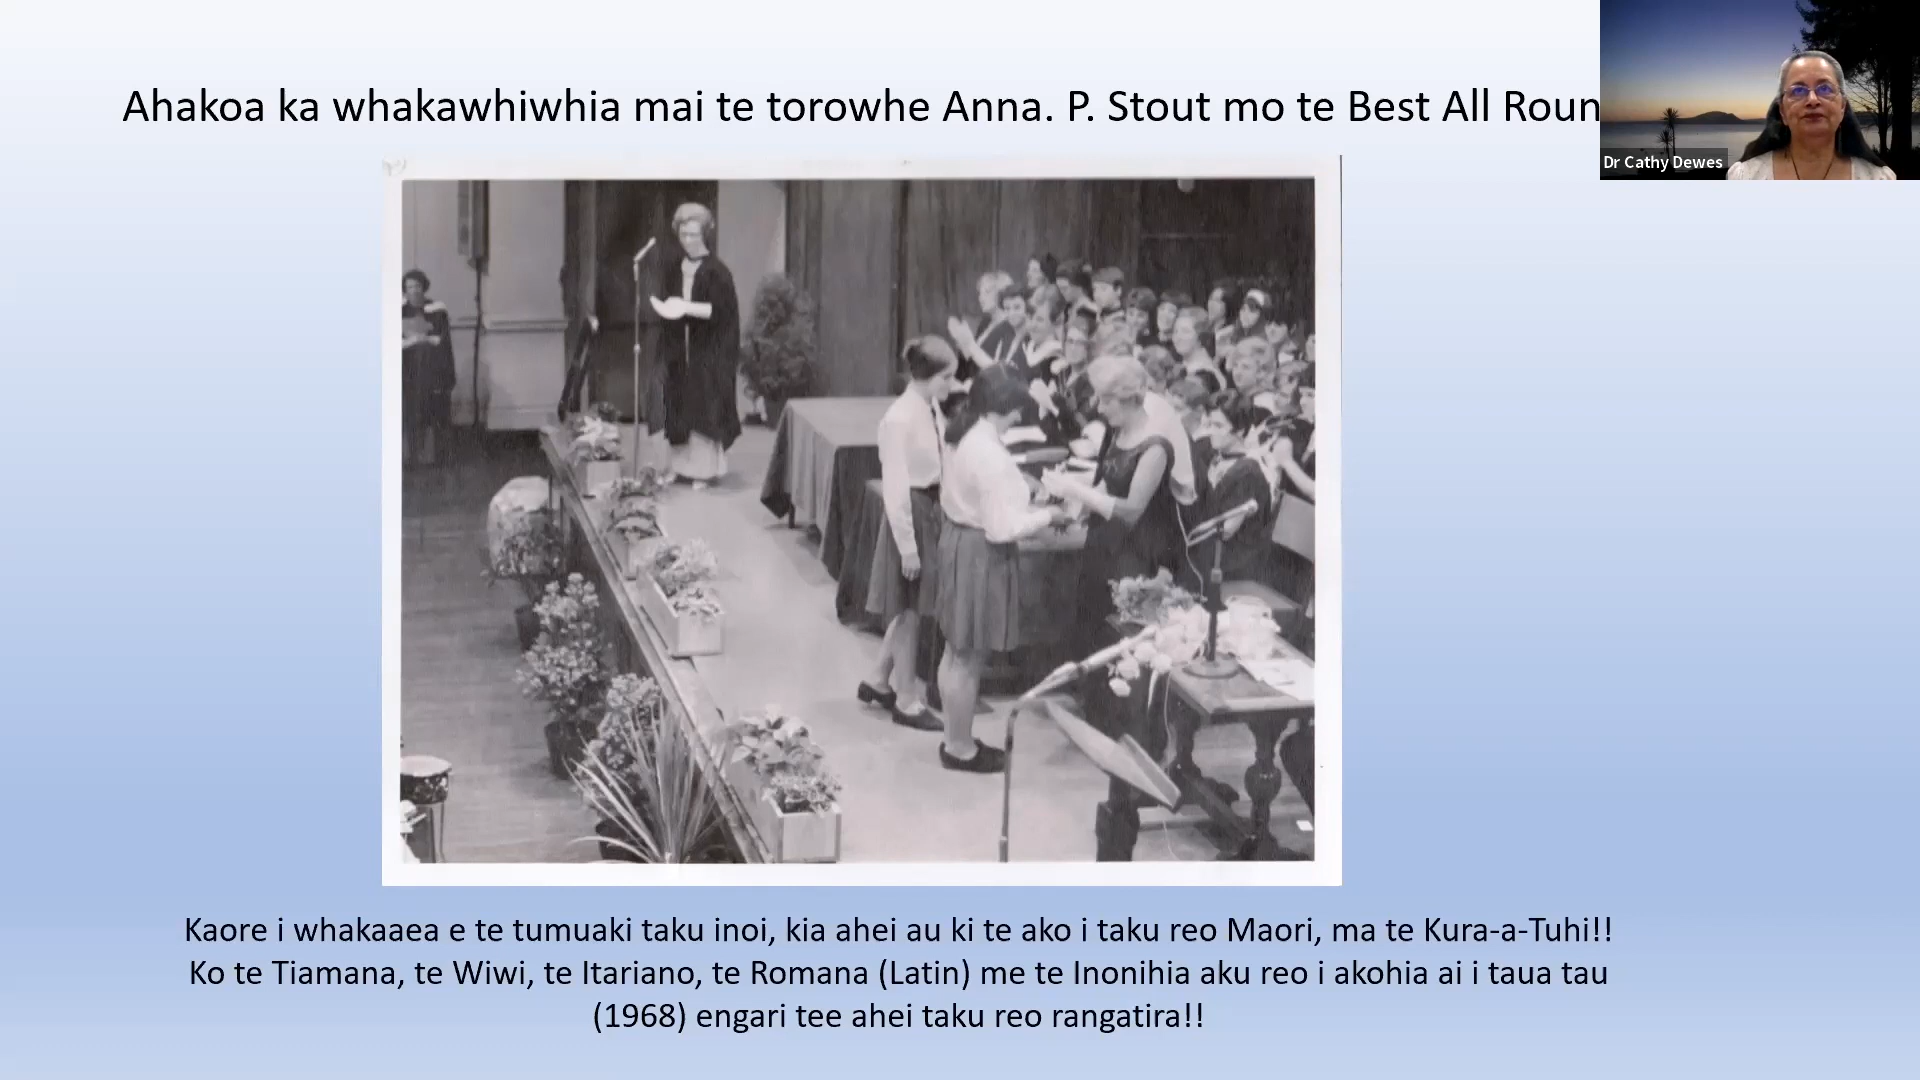 Ahakoa ka whakawhiwhia mai te torowhe Anna. P. Stout mo te Best All Roun
Dr Cathy Dewes
Kaore i whakaaea e te tumuaki taku inoi, kia ahei au ki te ako i taku reo Maori, ma te Kura-a-Tuhi!!
Ko te Tiamana, te Wiwi, te Itariano, te Romana (Latin) me te Inonihia aku reo i akohia ai i taua tau
(1968) engari tee ahei taku reo rangatira!!